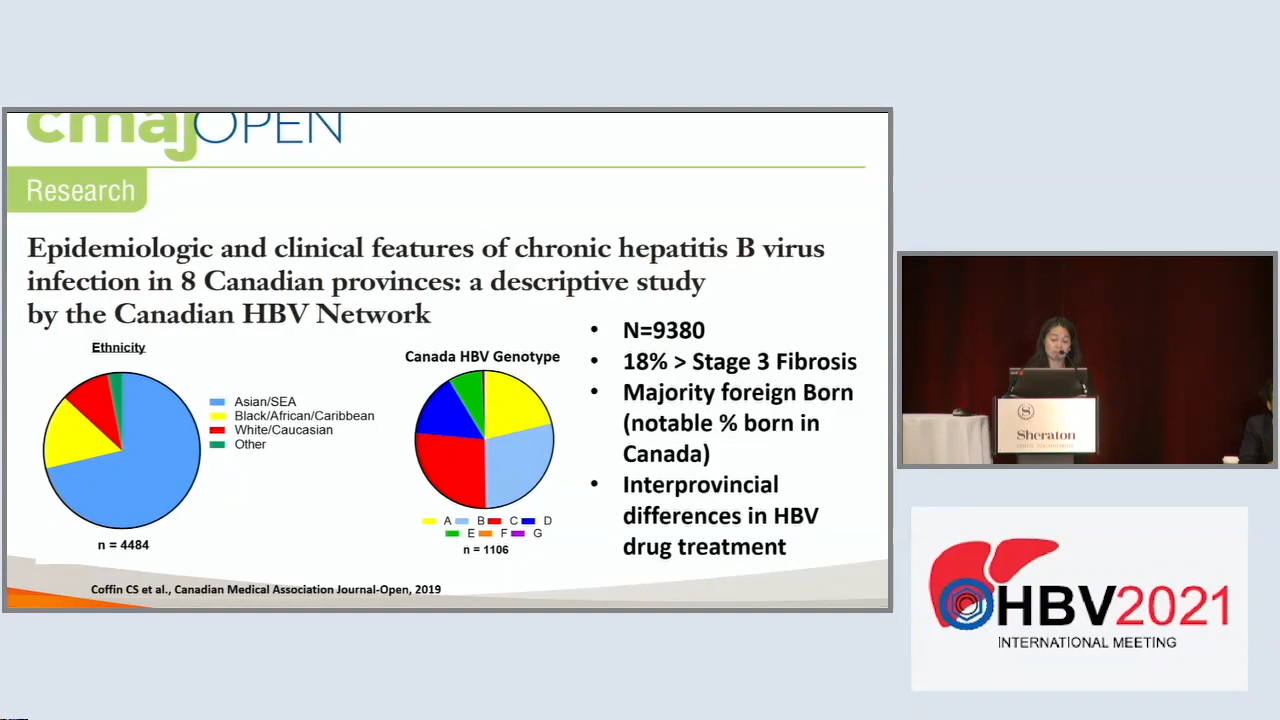 cmajOPEN
Research
Epidemiologic and clinical features of chronic hepatitis B virus
infection in 8 Canadian provinces: a descriptive study
by the Canadian HBV Network
Ethnicity
Asian/SEA
Black/African/Caribbean
White/Caucasian
Other
n = 4484
Canada HBV Genotype
A B C D
E F G
n = 1106
• N=9380
• 18% > Stage 3 Fibrosis
• Majority foreign Born
(notable % born in
Canada)
• Interprovincial
differences in HBV
drug treatment
Coffin CS et al., Canadian Medical Association Journal-Open, 2019
Sheraton
HBV2021
INTERNATIONAL MEETING